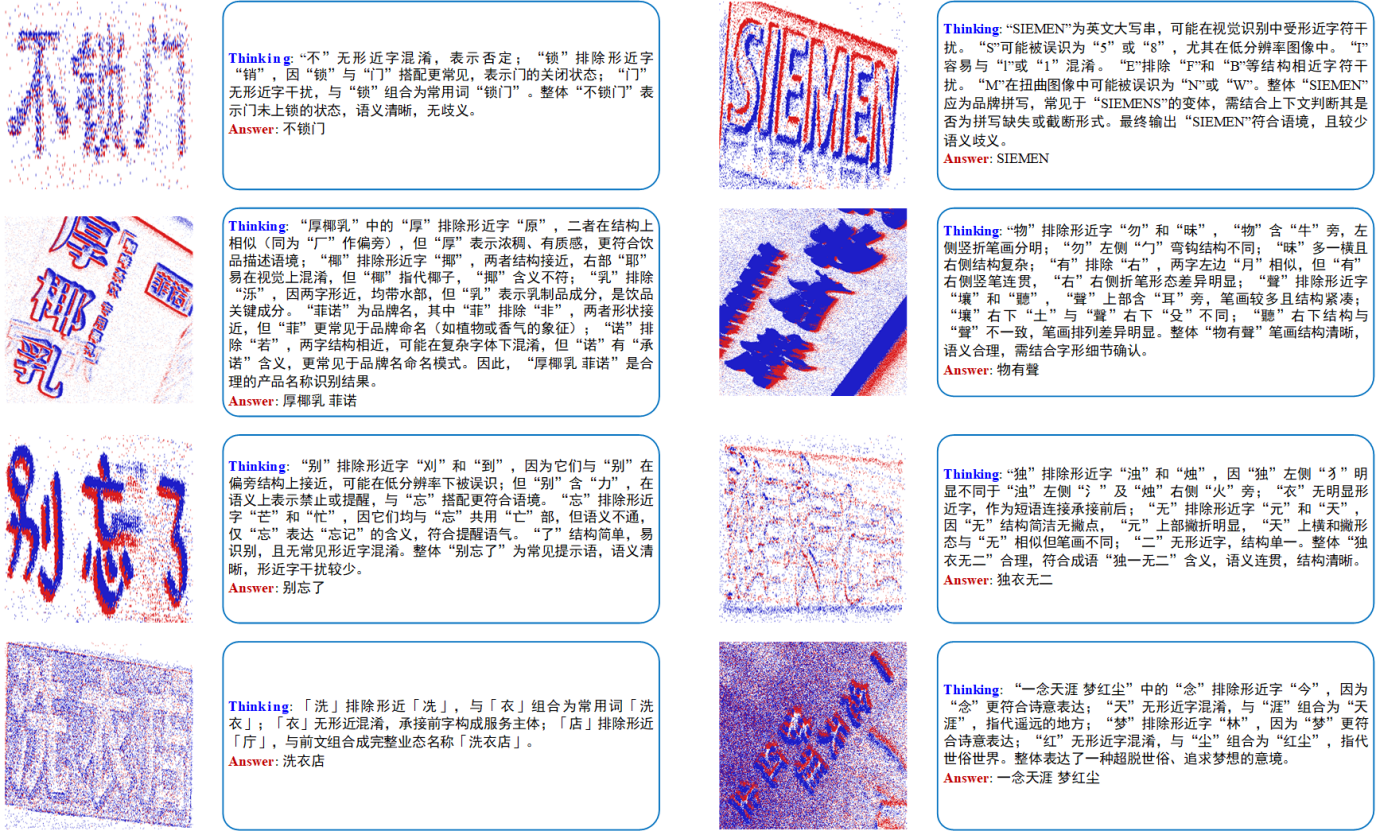 不锁门
Thinking: “不”无形近字混淆，表示否定；“锁”排除形近字
“销”，因“锁”与“门”搭配更常见，表示门的关闭状态；“门”
无形近字干扰，与“锁”组合为常用词“锁门”。整体“不锁门”表
示门未上锁的状态，语义清晰，无歧义。
Answer: 不锁门
SIEMEN
Thinking: “SIEMEN”为英文大写串，可能在视觉识别中受形近字符干
扰。“S”可能被误识为“5”或“8”，尤其在低分辨率图像中。“I”
容易与“l”或“1”混淆。“E”排除“F”和“B”等结构相近字符干
扰。“M”在扭曲图像中可能被误识为“N”或“W”。整体“SIEMEN”
应为品牌拼写，常见于“SIEMENS”的变体，需结合上下文判断其是
否为拼写缺失或截断形式。最终输出“SIEMEN”符合语境，且较少
语义歧义。
Answer: SIEMEN
厚椰乳
菲诺
Thinking: “厚椰乳”中的“厚”排除形近字“原”，二者在结构上
相似（同为“厂”作偏旁），但“厚”表示浓稠、有质感，更符合饮
品描述语境；“椰”排除形近字“揶”，两者结构接近，右部“耶”
易在视觉上混淆，但“椰”指代椰子，“揶”含义不符；“乳”排除
“泺”，因两字形近，均带水部，但“乳”表示乳制品成分，是饮品
关键成分。“菲诺”为品牌名，其中“菲”排除“非”，两者形状接
近，但“菲”更常见于品牌命名（如植物或香气的象征）；“诺”排
除“若”，两字结构相近，可能在复杂字体下混淆，但“诺”有“承
诺”含义，更常见于品牌名命名模式。因此，“厚椰乳 菲诺”是合
理的产品名称识别结果。
Answer: 厚椰乳 菲诺
物有聲
Thinking: “物”排除形近字“勿”和“昧”，“物”含“牛”旁，左
侧竖折笔画分明；“勿”左侧“勹”弯钩结构不同；“昧”多一横且
右侧结构复杂；“有”排除“右”，两字左边“月”相似，但“有”
右侧竖笔连贯，“右”右侧折笔形态差异明显；“聲”排除形近字
“壤”和“聽”，“聲”上部含“耳”旁，笔画较多且结构紧凑；
“壤”右下“土”与“聲”右下“殳”不同；“聽”右下结构与
“聲”不一致，笔画排列差异明显。整体“物有聲”笔画结构清晰，
语义合理，需结合字形细节确认。
Answer: 物有聲
别忘了
Thinking: “别”排除形近字“刈”和“到”，因为它们与“别”在
偏旁结构上接近，可能在低分辨率下被误识；但“别”含“力”，在
语义上表示禁止或提醒，与“忘”搭配更符合语境。“忘”排除形近
字“芒”和“忙”，因它们均与“忘”共用“亡”部，但语义不通，
仅“忘”表达“忘记”的含义，符合提醒语气。“了”结构简单，易
识别，且无常见形近字混淆。整体“别忘了”为常见提示语，语义清
晰，形近字干扰较少。
Answer: 别忘了
Thinking: “独”排除形近字“浊”和“烛”，因“独”左侧“犭”明
显不同于“浊”左侧“氵”及“烛”右侧“火”旁；“衣”无明显形
近字，作为短语连接承接前后；“无”排除形近字“元”和“天”，
因“无”结构简洁无撇点，“元”上部撇折明显，“天”上横和撇形
态与“无”相似但笔画不同；“二”无形近字，结构单一。整体“独
衣无二”合理，符合成语“独一无二”含义，语义连贯，结构清晰。
Answer: 独衣无二
洗衣店
Thinking:「洗」排除形近「冼」，与「衣」组合为常用词「洗
衣」；「衣」无形近混淆，承接前字构成服务主体；「店」排除形近
「厅」，与前文组合成完整业态名称「洗衣店」。
Answer: 洗衣店
Thinking: “一念天涯 梦红尘”中的“念”排除形近字“今”，因为
“念”更符合诗意表达；“天”无形近字混淆，与“涯”组合为“天
涯”，指代遥远的地方；“梦”排除形近字“林”，因为“梦”更符
合诗意表达；“红”无形近字混淆，与“尘”组合为“红尘”，指代
世俗世界。整体表达了一种超脱世俗、追求梦想的意境。
Answer: 一念天涯 梦红尘